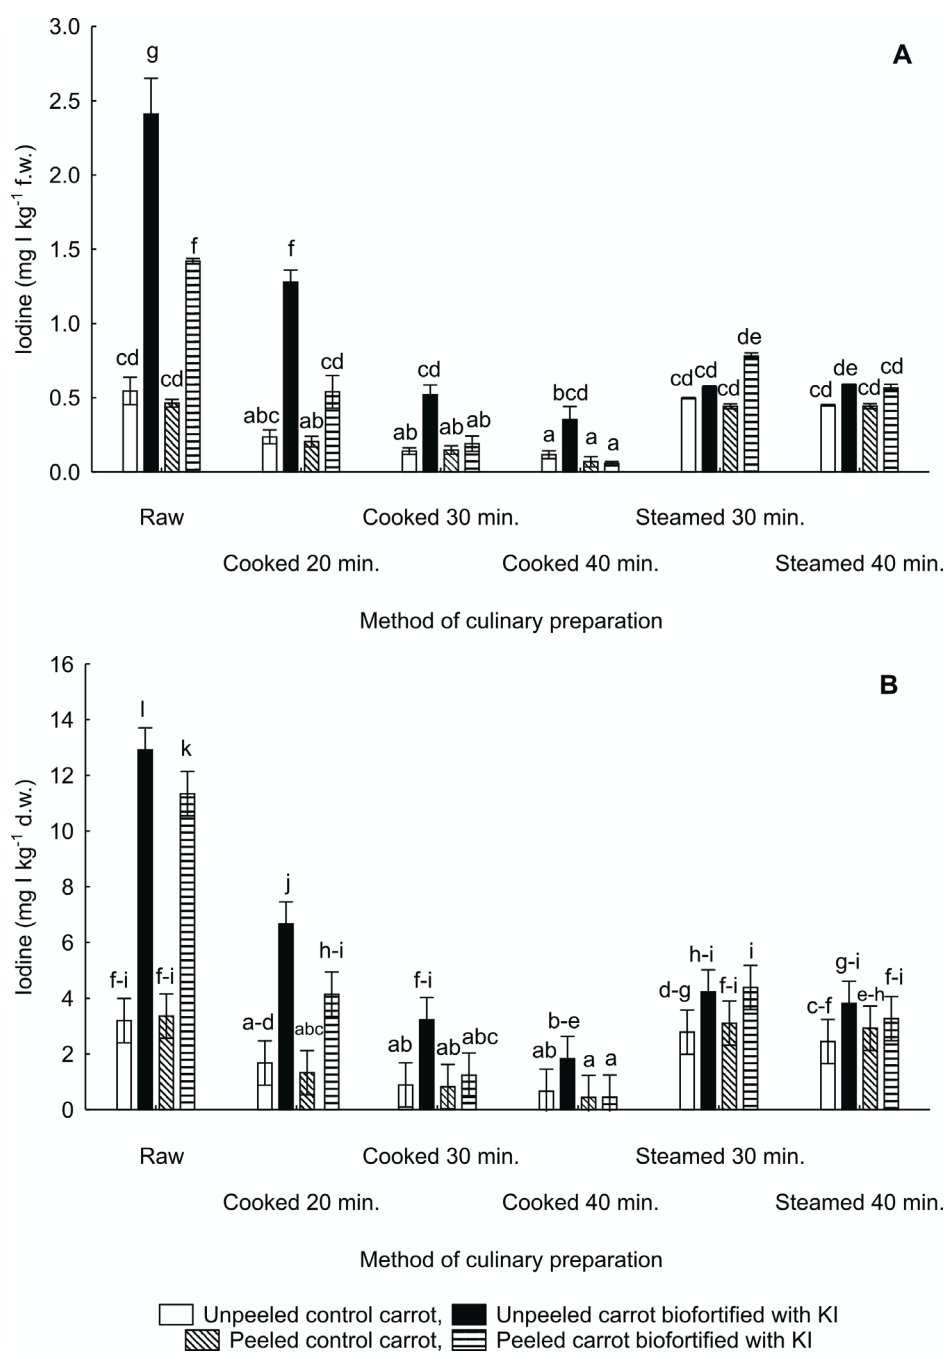 A
3.0
2.5
2.0
1.5
1.0
0.5
0.0
Iodine (mg I kg⁻¹ f.w.)
cd g cd f
abc f ab cd
ab cd ab ab
a bcd a a
cd cd cd de
cd de cd cd
Raw Cooked 30 min. Steamed 30 min.
Cooked 20 min. Cooked 40 min. Steamed 40 min.
Method of culinary preparation
B
16
14
12
10
8
6
4
2
0
Iodine (mg I kg⁻¹ d.w.)
f-i l f-i k
a-d j abc h-i
ab f-i ab abc
ab b-e a a
d-g h-i f-i i
c-f g-i e-h f-i
Raw Cooked 30 min. Steamed 30 min.
Cooked 20 min. Cooked 40 min. Steamed 40 min.
Method of culinary preparation
Unpeeled control carrot, Unpeeled carrot biofortified with KI
Peeled control carrot, Peeled carrot biofortified with KI